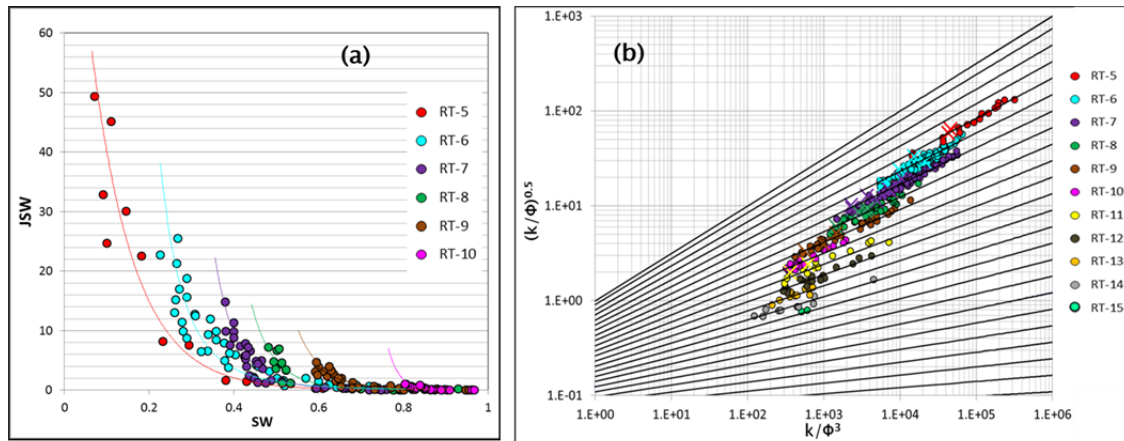 (a)
60
50
40
30
20
10
0
JSW
0
0.2
0.4
0.6
0.8
1
SW
RT-5
RT-6
RT-7
RT-8
RT-9
RT-10
(b)
1.E+03
1.E+02
1.E+01
1.E+00
1.E-01
(k/Φ)^0.5
1.E+00
1.E+01
1.E+02
1.E+03
1.E+04
1.E+05
1.E+06
k/Φ³
RT-5
RT-6
RT-7
RT-8
RT-9
RT-10
RT-11
RT-12
RT-13
RT-14
RT-15